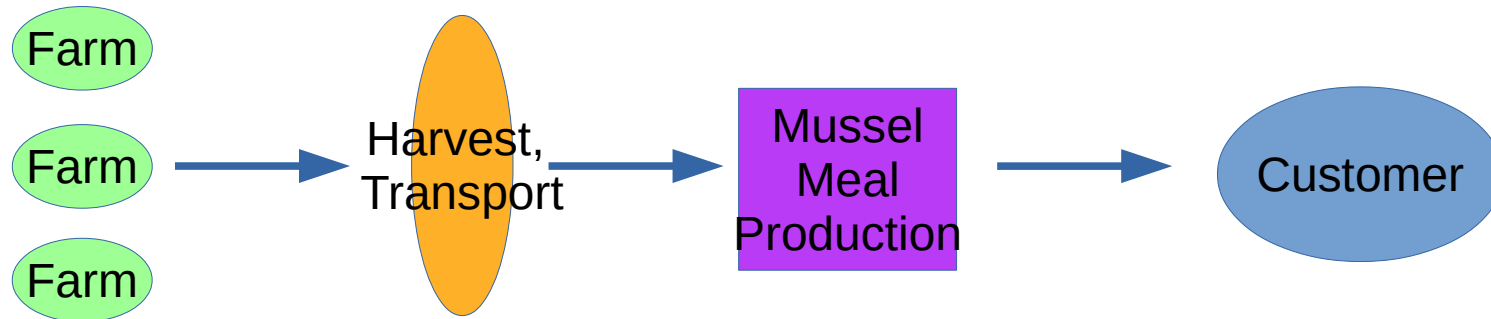 Farm
Farm
Farm
Harvest,
Transport
Mussel
Meal
Production
Customer